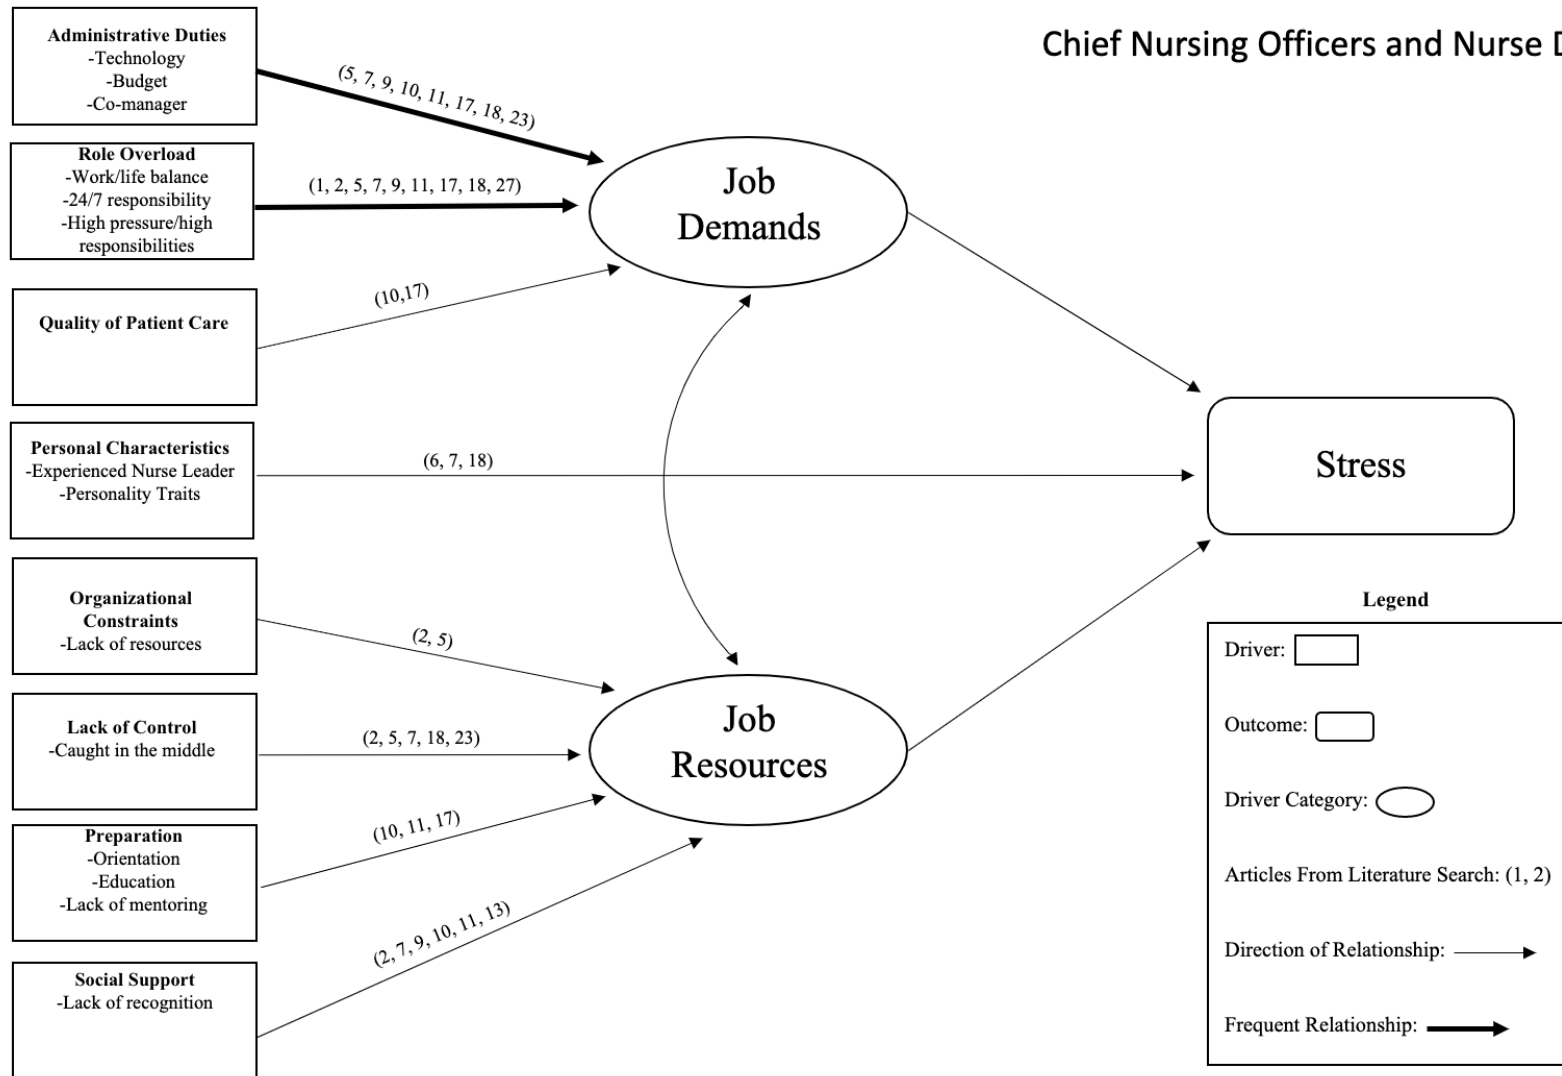 Chief Nursing Officers and Nurse D
Administrative Duties
-Technology
-Budget
-Co-manager
(5, 7, 9, 10, 11, 17, 18, 23)
Role Overload
-Work/life balance
-24/7 responsibility
-High pressure/high
responsibilities
(1, 2, 5, 7, 9, 11, 17, 18, 27)
Job
Demands
Quality of Patient Care
(10,17)
Personal Characteristics
-Experienced Nurse Leader
-Personality Traits
(6, 7, 18)
Stress
Organizational
Constraints
-Lack of resources
(2, 5)
Lack of Control
-Caught in the middle
(2, 5, 7, 18, 23)
Job
Resources
Preparation
-Orientation
-Education
-Lack of mentoring
(10, 11, 17)
Social Support
-Lack of recognition
(2, 7, 9, 10, 11, 13)
Legend
Driver:
Outcome:
Driver Category:
Articles From Literature Search: (1, 2)
Direction of Relationship:
Frequent Relationship: